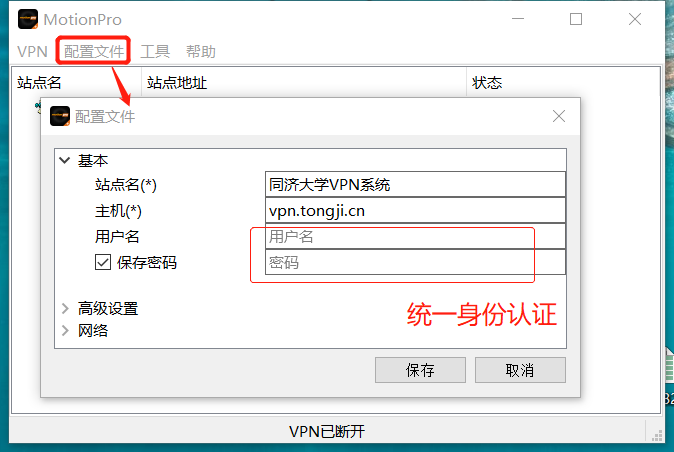 MotionPro
VPN 配置文件 工具 帮助
站点名 站点地址 状态
配置文件
基本
站点名(*) 同济大学VPN系统
主机(*) vpn.tongji.cn
用户名 用户名
保存密码 密码
高级设置
网络
统一身份认证
保存 取消
VPN已断开